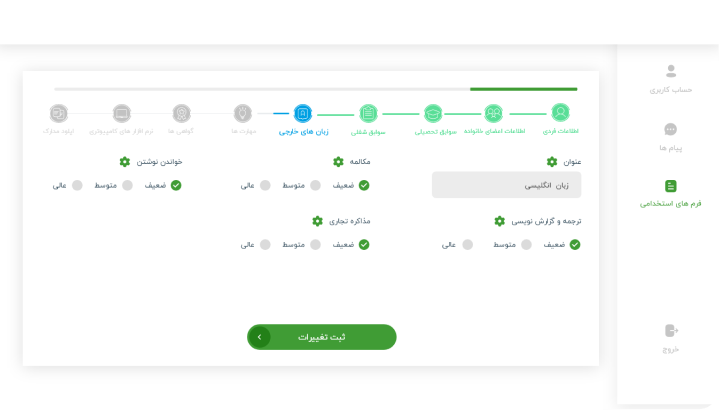 حساب کاربری
پیام ها
فرم های استخدامی
خروج
اطلاعات فردی اطلاعات اعضای خانواده سوابق تحصیلی سوابق شغلی زبان های خارجی مهارت ها گواهی ها نرم افزار های کامپیوتری آپلود مدارک
عنوان مکالمه خواندن نوشتن
زبان انگلیسی ضعیف متوسط عالی ضعیف متوسط عالی
ترجمه و گزارش نویسی مذاکره تجاری
ضعیف متوسط عالی ضعیف متوسط عالی
ثبت تغییرات